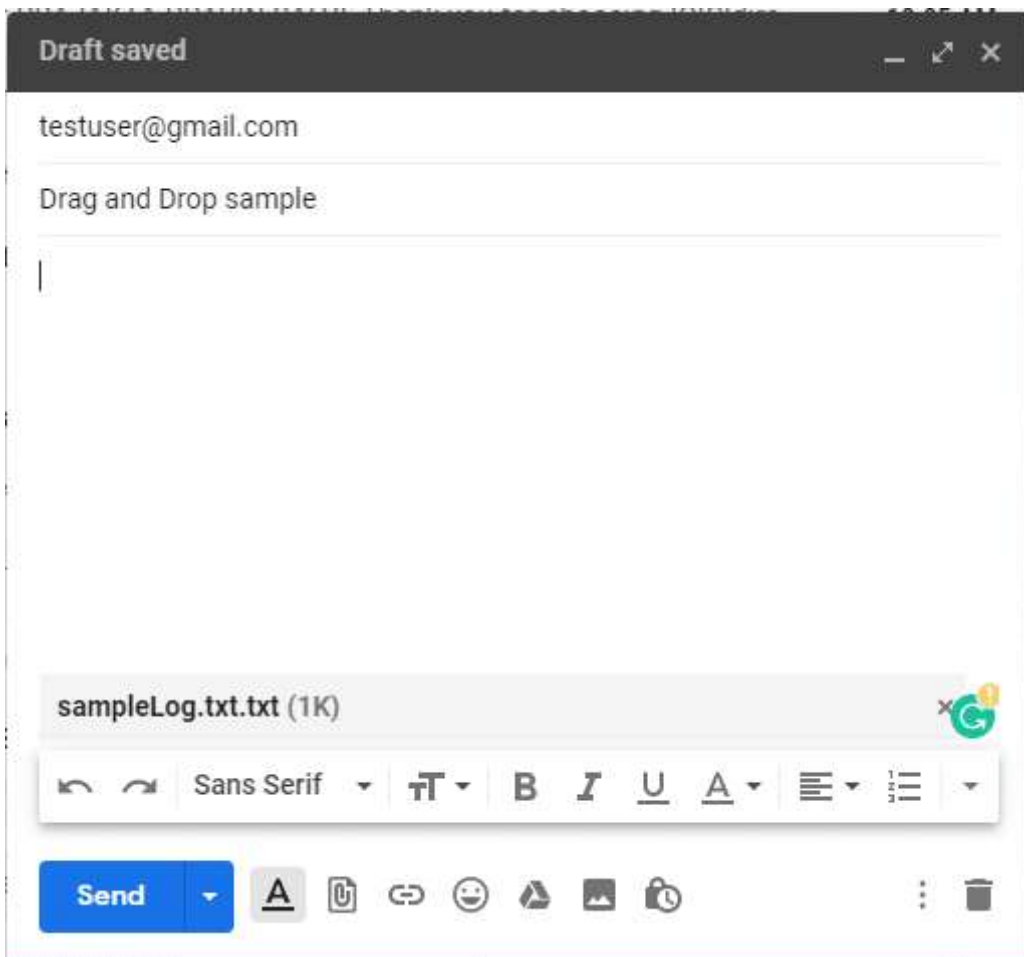 Draft saved
testuser@gmail.com
Drag and Drop sample
sampleLog.txt.txt (1K)
Sans Serif
Send